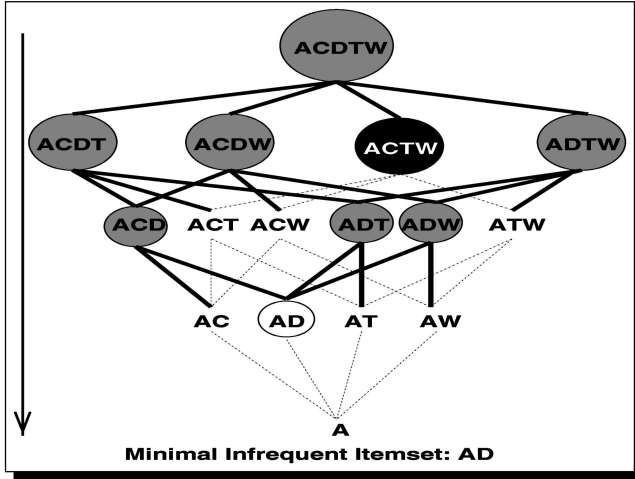 ACDTW
ACDT ACDW ACTW ADTW
ACD ACT ACW ADT ADW ATW
AC AD AT AW
A
Minimal Infrequent Itemset: AD